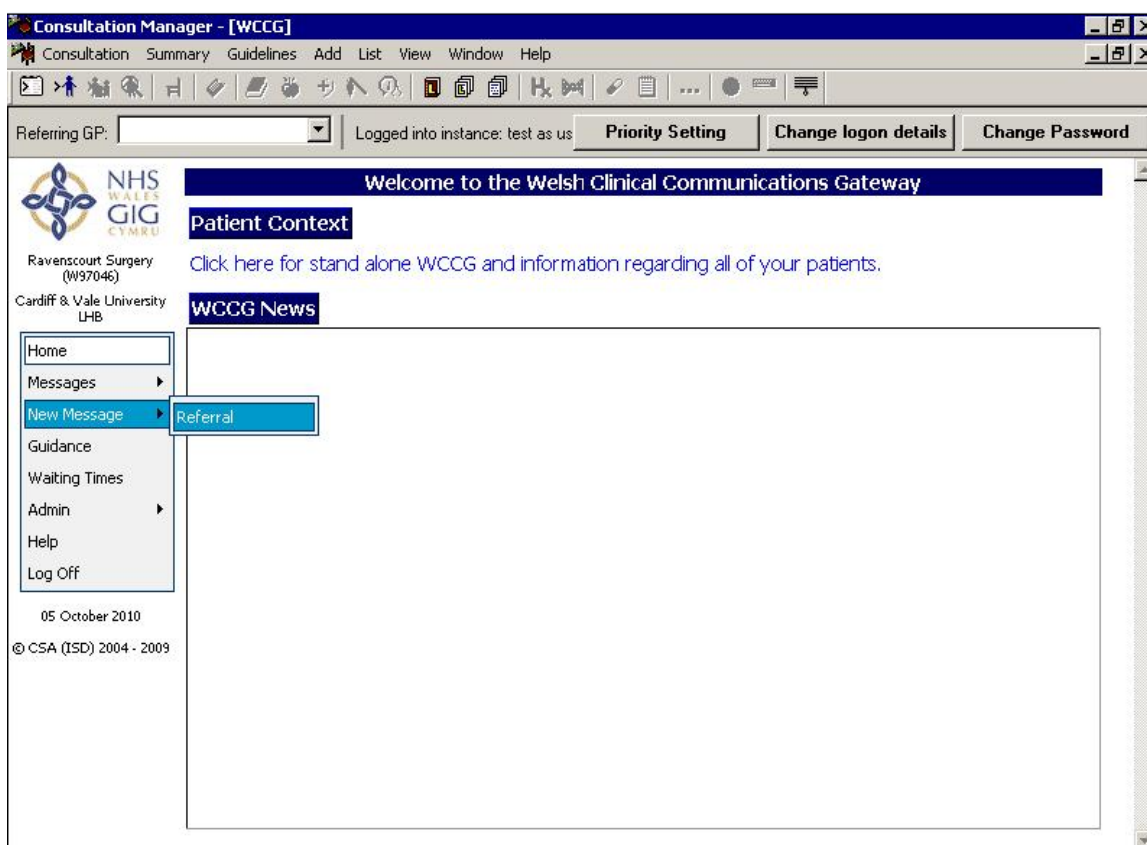 Consultation Manager - [WCCG]
Consultation Summary Guidelines Add List View Window Help
Referring GP: Logged into instance: test as us Priority Setting Change logon details Change Password
NHS
WALES
GIG
CYMRU
Ravenscourt Surgery
(W97046)
Cardiff & Vale University
LHB
Home
Messages
New Message
Referral
Guidance
Waiting Times
Admin
Help
Log Off
05 October 2010
© CSA (ISD) 2004 - 2009
Welcome to the Welsh Clinical Communications Gateway
Patient Context
Click here for stand alone WCCG and information regarding all of your patients.
WCCG News